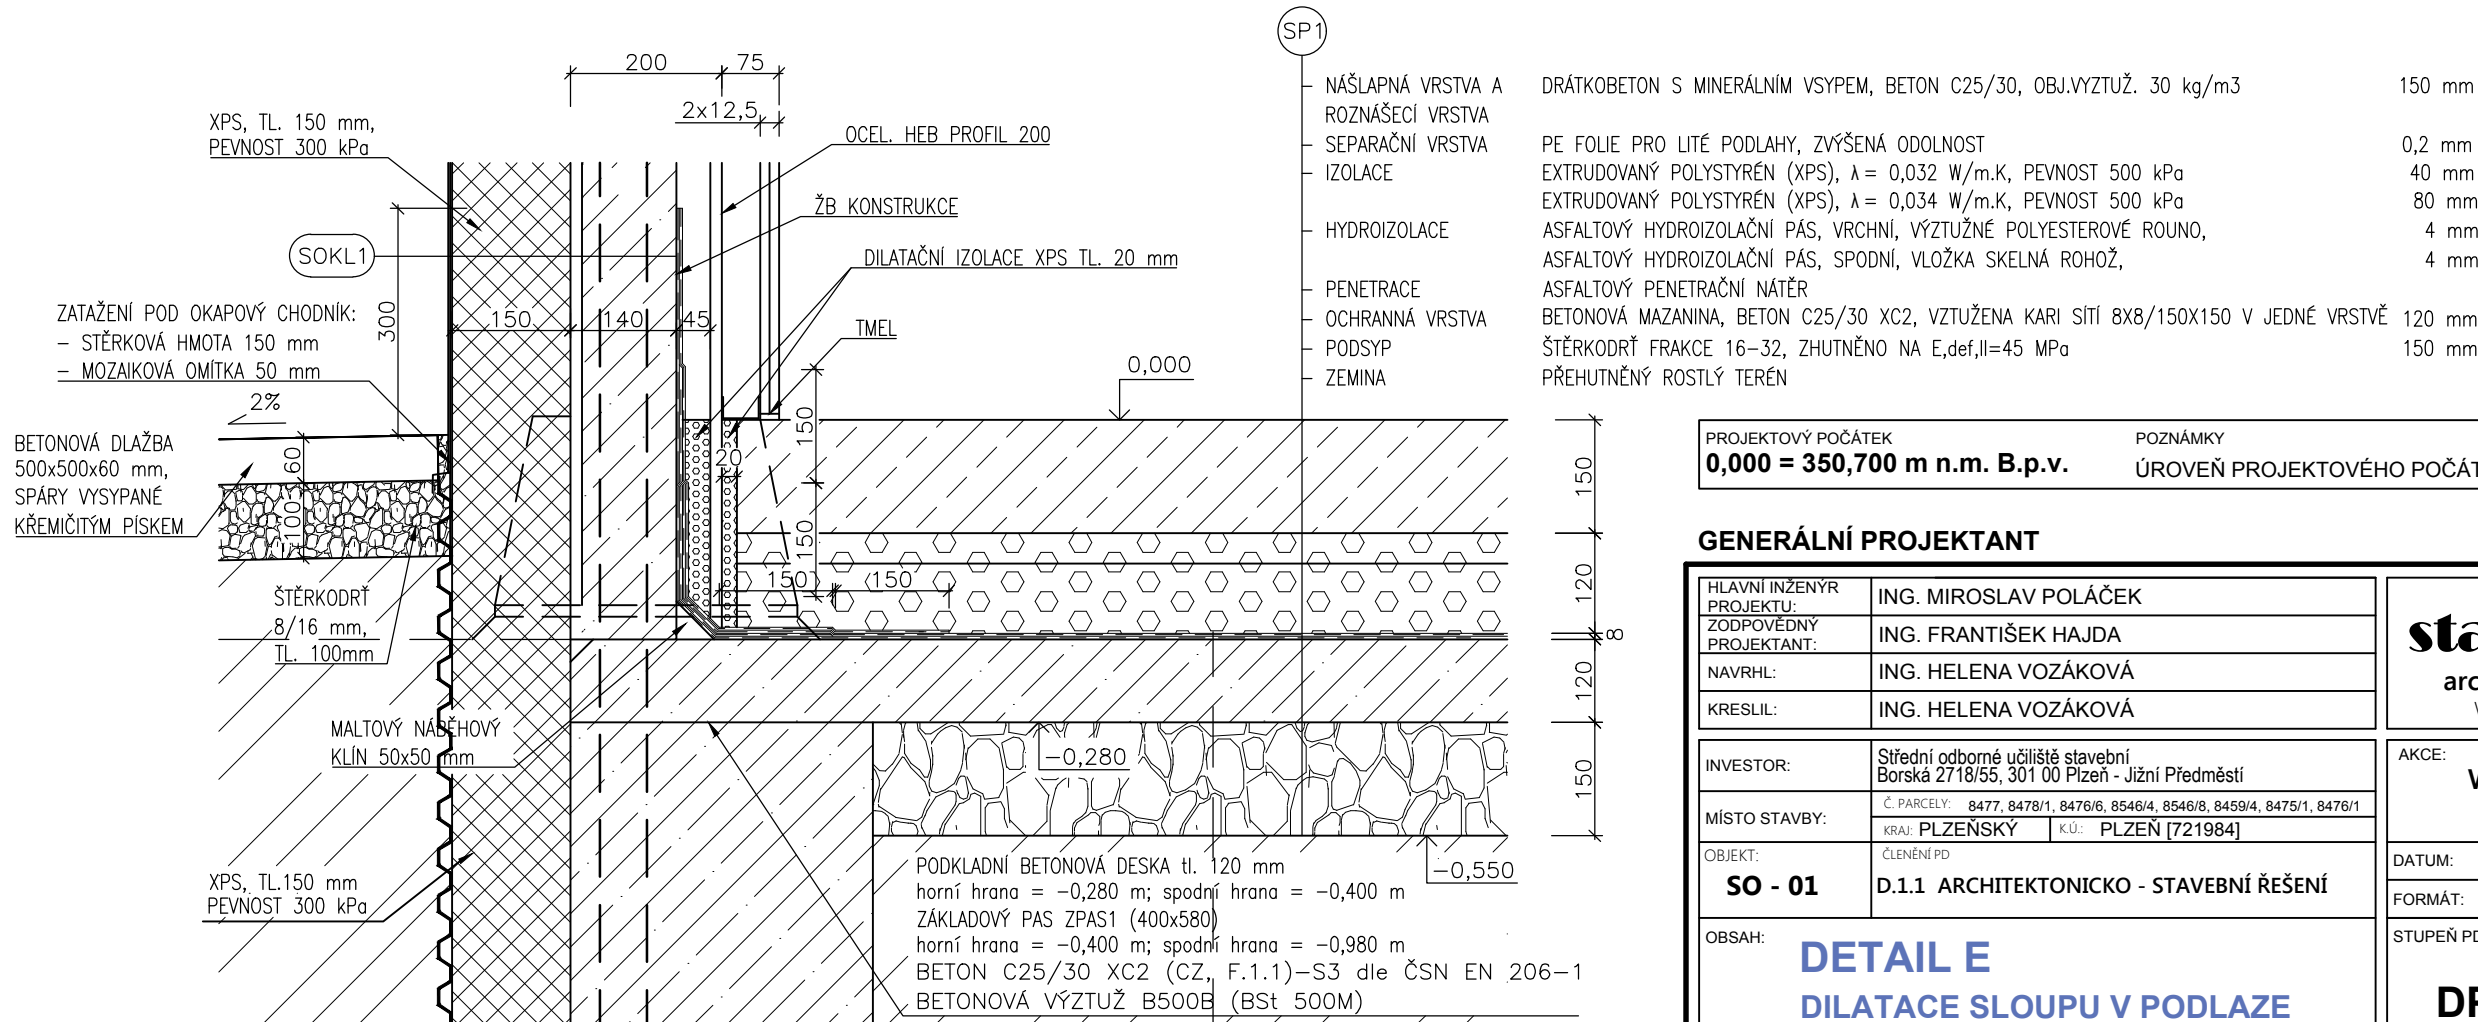 SP1
NÁŠLAPNÁ VRSTVA A DRÁTKOBETON S MINERÁLNÍM VSYPEM, BETON C25/30, OBJ.VYZTUŽ. 30 kg/m3 150 mm
ROZNÁŠECÍ VRSTVA
SEPARAČNÍ VRSTVA PE FOLIE PRO LITÉ PODLAHY, ZVÝŠENÁ ODOLNOST 0,2 mm
IZOLACE EXTRUDOVANÝ POLYSTYRÉN (XPS), λ = 0,032 W/m.K, PEVNOST 500 kPa 40 mm
EXTRUDOVANÝ POLYSTYRÉN (XPS), λ = 0,034 W/m.K, PEVNOST 500 kPa 80 mm
HYDROIZOLACE ASFALTOVÝ HYDROIZOLAČNÍ PÁS, VRCHNÍ, VÝZTUŽNÉ POLYESTEROVÉ ROUNO, 4 mm
ASFALTOVÝ HYDROIZOLAČNÍ PÁS, SPODNÍ, VLOŽKA SKELNÁ ROHOŽ, 4 mm
PENETRACE ASFALTOVÝ PENETRAČNÍ NÁTĚR
OCHRANNÁ VRSTVA BETONOVÁ MAZANINA, BETON C25/30 XC2, VZTUŽENA KARI SÍTÍ 8X8/150X150 V JEDNÉ VRSTVĚ 120 mm
PODSYP ŠTĚRKODRŤ FRAKCE 16-32, ZHUTNĚNO NA E,def,II=45 MPa 150 mm
ZEMINA PŘEHUTNĚNÝ ROSTLÝ TERÉN
200 75
2x12,5
XPS, TL. 150 mm,
PEVNOST 300 kPa
OCEL. HEB PROFIL 200
ŽB KONSTRUKCE
SOKL1
DILATAČNÍ IZOLACE XPS TL. 20 mm
300
ZATAŽENÍ POD OKAPOVÝ CHODNÍK:
- STĚRKOVÁ HMOTA 150 mm
- MOZAIKOVÁ OMÍTKA 50 mm
150 140 45
TMEL
0,000
2%
BETONOVÁ DLAŽBA
500x500x60 mm,
SPÁRY VYSYPANÉ
KŘEMIČITÝM PÍSKEM
60
100
150
20
150
150 150
150
120
8
120
150
ŠTĚRKODRŤ
8/16 mm,
TL. 100mm
MALTOVÝ NÁBĚHOVÝ
KLÍN 50x50 mm
-0,280
-0,550
XPS, TL.150 mm
PEVNOST 300 kPa
PODKLADNÍ BETONOVÁ DESKA tl. 120 mm
horní hrana = -0,280 m; spodní hrana = -0,400 m
ZÁKLADOVÝ PAS ZPAS1 (400x580)
horní hrana = -0,400 m; spodní hrana = -0,980 m
BETON C25/30 XC2 (CZ, F.1.1)-S3 dle ČSN EN 206-1
BETONOVÁ VÝZTUŽ B500B (BSt 500M)
PROJEKTOVÝ POČÁTEK POZNÁMKY
0,000 = 350,700 m n.m. B.p.v. ÚROVEŇ PROJEKTOVÉHO POČÁT
GENERÁLNÍ PROJEKTANT
HLAVNÍ INŽENÝR PROJEKTU: ING. MIROSLAV POLÁČEK
ZODPOVĚDNÝ PROJEKTANT: ING. FRANTIŠEK HAJDA
NAVRHL: ING. HELENA VOZÁKOVÁ
KRESLIL: ING. HELENA VOZÁKOVÁ
sta
arc
INVESTOR: Střední odborné učiliště stavební
Borská 2718/55, 301 00 Plzeň - Jižní Předměstí
MÍSTO STAVBY: Č. PARCELY: 8477, 8478/1, 8476/6, 8546/4, 8546/8, 8459/4, 8475/1, 8476/1
KRAJ: PLZEŇSKÝ K.Ú.: PLZEŇ [721984]
AKCE:
V
OBJEKT: ČLENĚNÍ PD
SO - 01 D.1.1 ARCHITEKTONICKO - STAVEBNÍ ŘEŠENÍ
DATUM:
FORMÁT:
OBSAH:
DETAIL E
DILATACE SLOUPU V PODLAZE
STUPEŇ PD